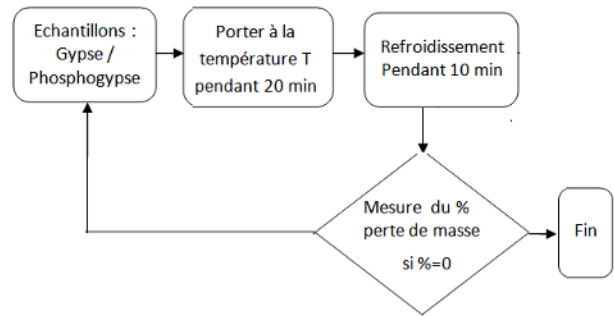 Echantillons :
Gypse /
Phosphogypse
Porter à la
température T
pendant 20 min
Refroidissement
Pendant 10 min
Mesure du %
perte de masse
si %=0
Fin